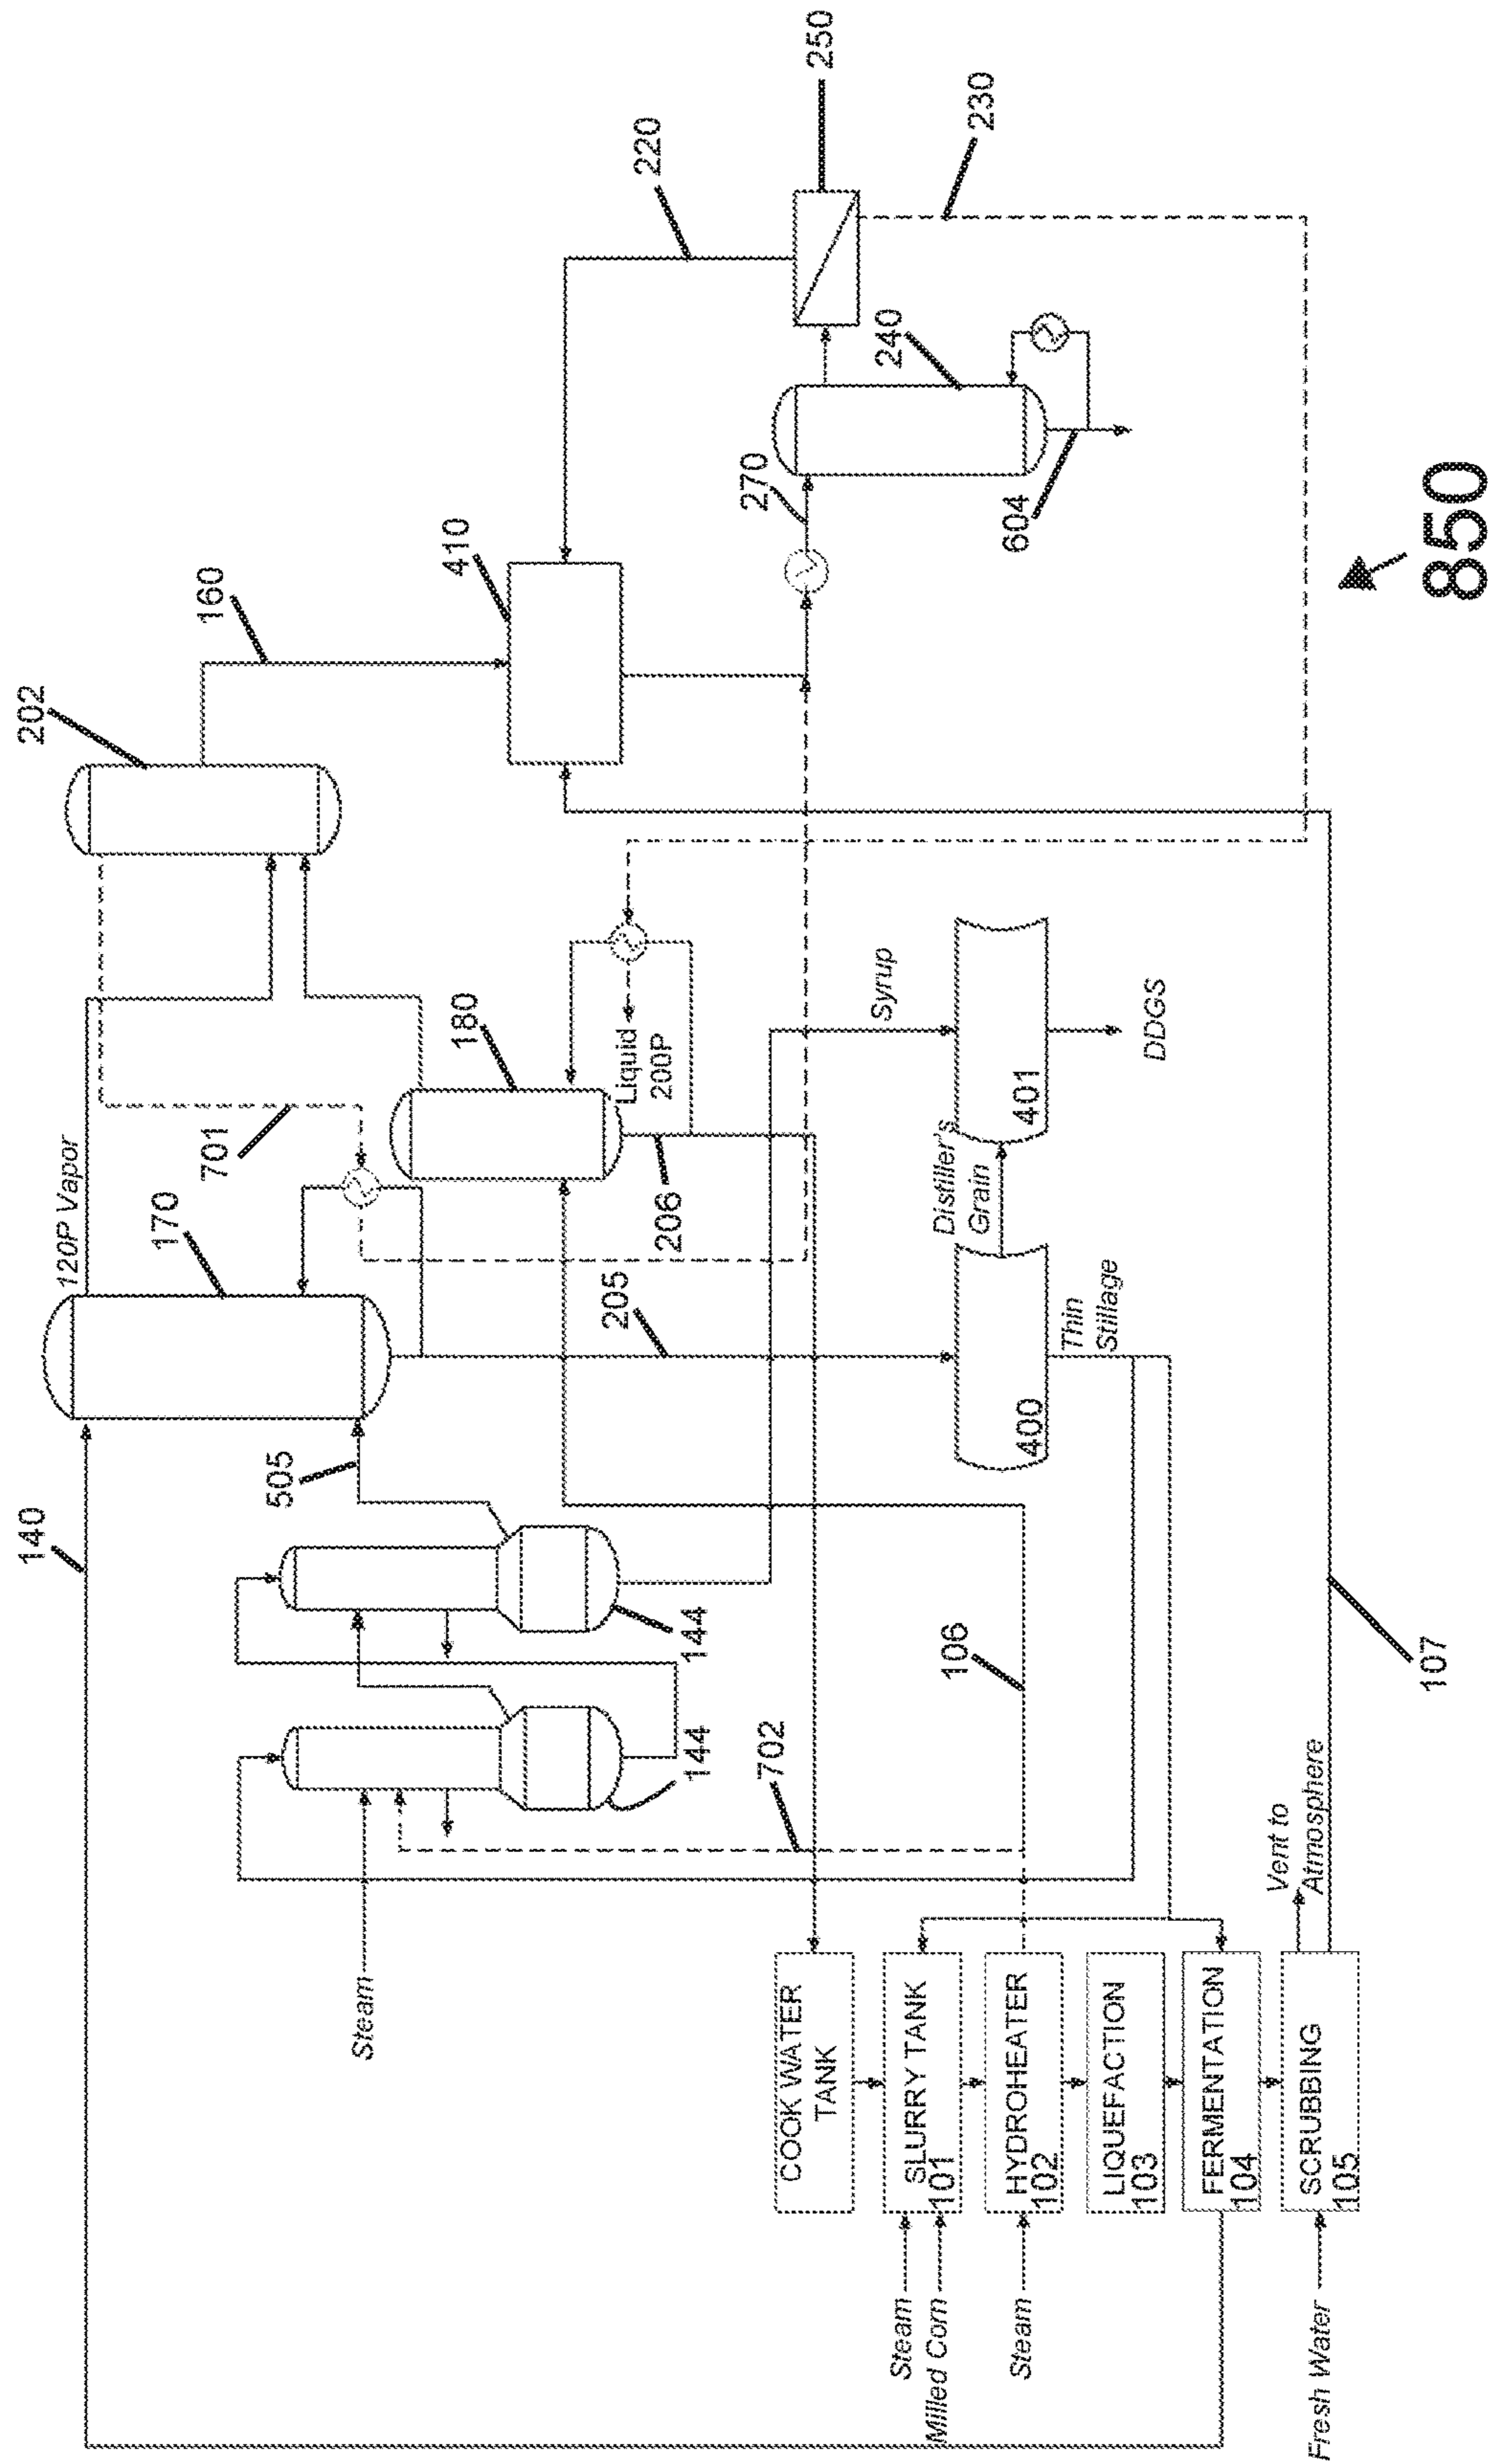 140
120P Vapor
170
701
202
160
410
220
250
230
505
144
144
205
180
206
Liquid
200P
270
240
604
Syrup
Steam
702
106
Distiller's
Grain
400
401
Thin
Stillage
DDGS
COOK WATER
TANK
Steam
Milled Corn
SLURRY TANK
101
Steam
HYDROHEATER
102
LIQUEFACTION
103
FERMENTATION
104
Fresh Water
SCRUBBING
105
Vent to
Atmosphere
107
850